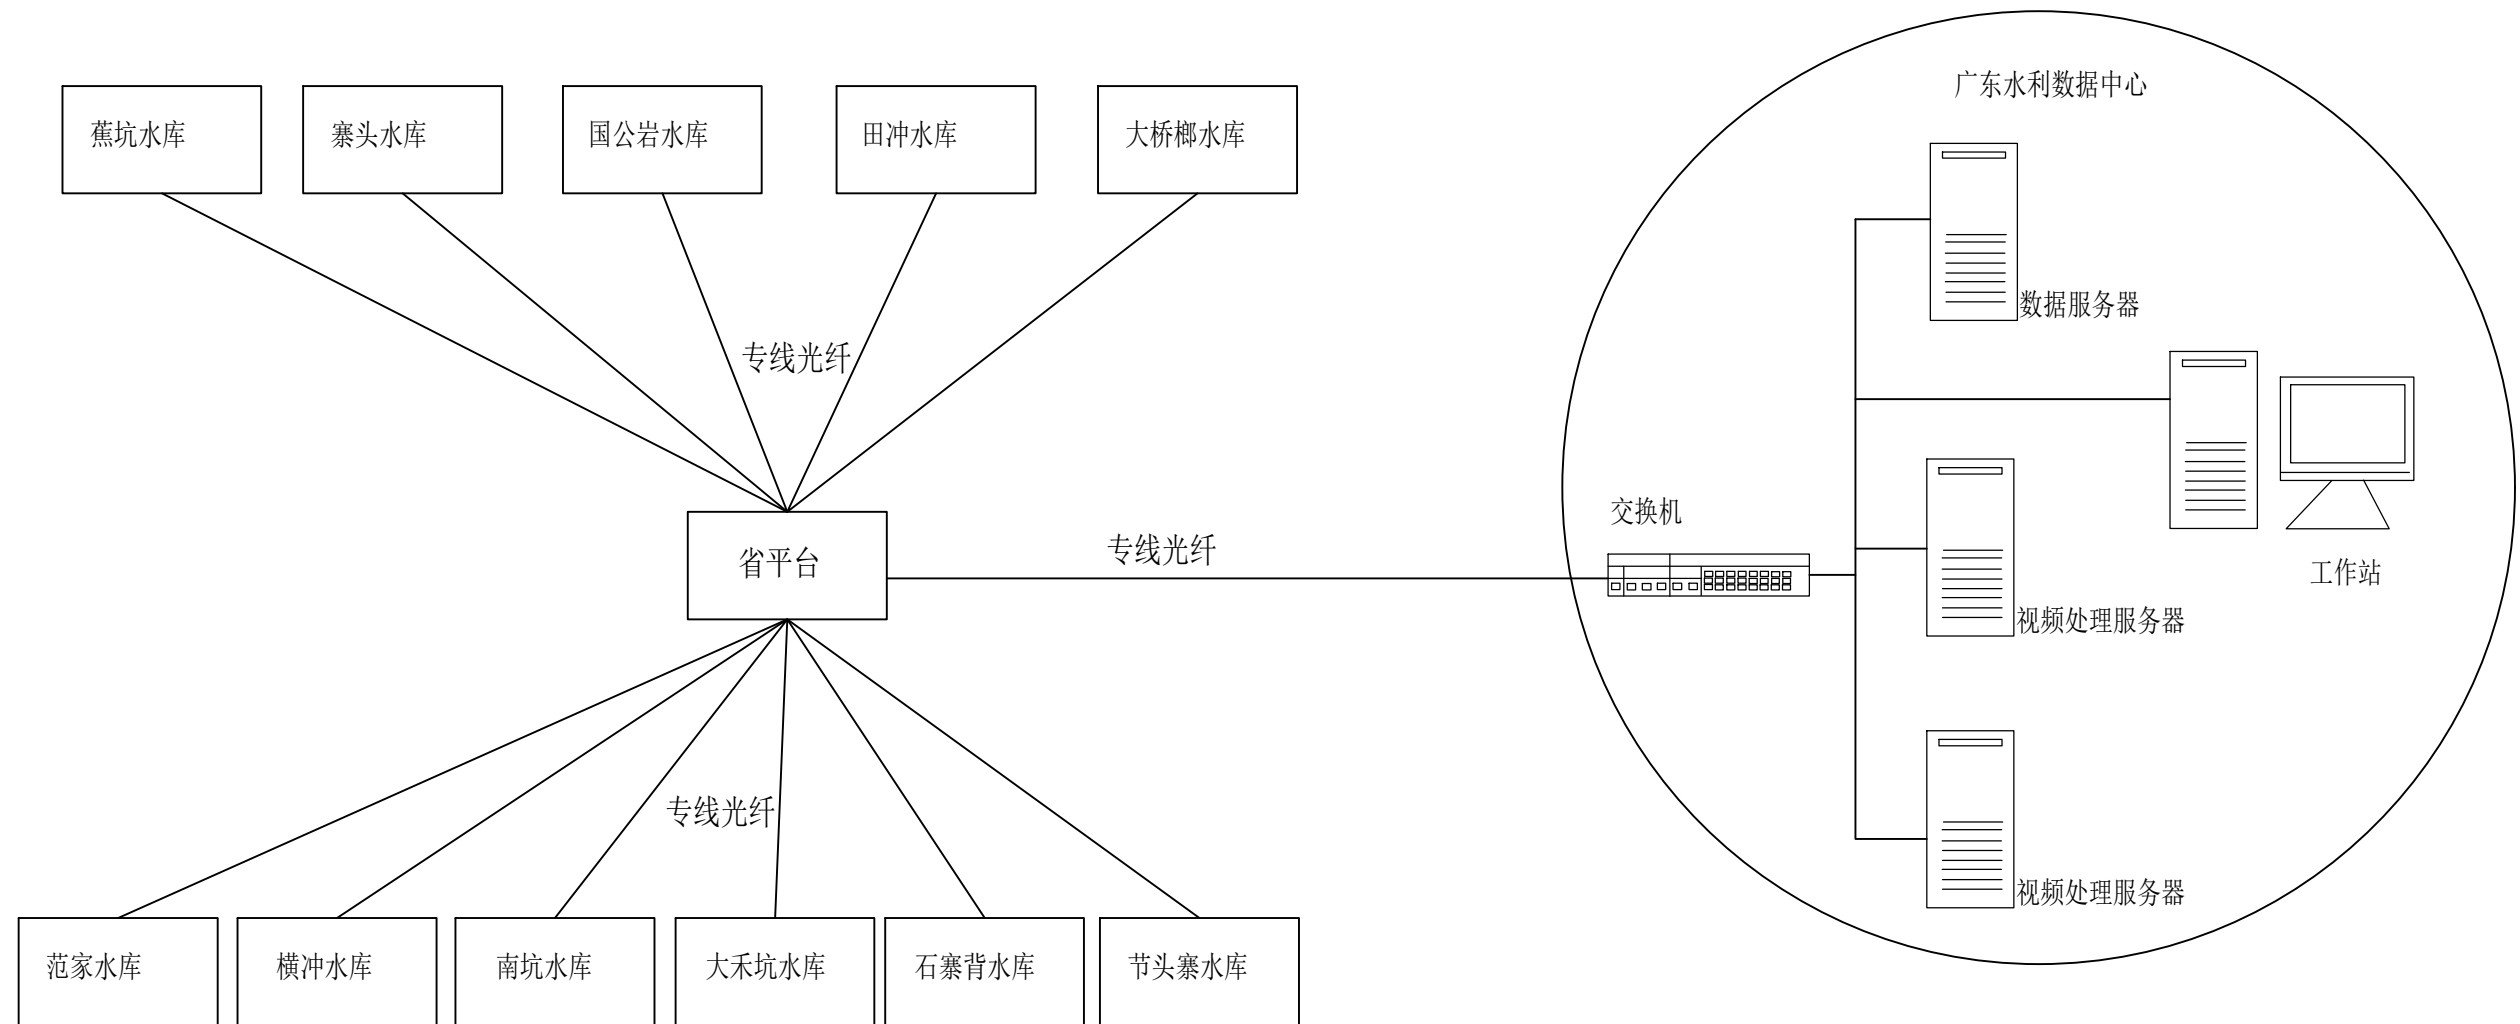 广东水利数据中心
蕉坑水库
寨头水库
国公岩水库
田冲水库
大桥榔水库
数据服务器
专线光纤
交换机
专线光纤
省平台
工作站
视频处理服务器
专线光纤
视频处理服务器
范家水库
横冲水库
南坑水库
大禾坑水库
石寨背水库
节头寨水库